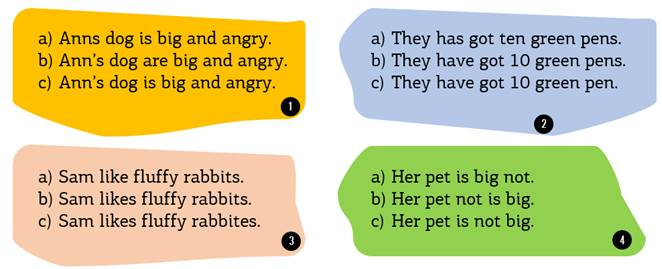 a) Anns dog is big and angry.
b) Ann's dog are big and angry.
c) Ann's dog is big and angry.
1
a) They has got ten green pens.
b) They have got 10 green pens.
c) They have got 10 green pen.
2
a) Sam like fluffy rabbits.
b) Sam likes fluffy rabbits.
c) Sam likes fluffy rabbites.
3
a) Her pet is big not.
b) Her pet not is big.
c) Her pet is not big.
4